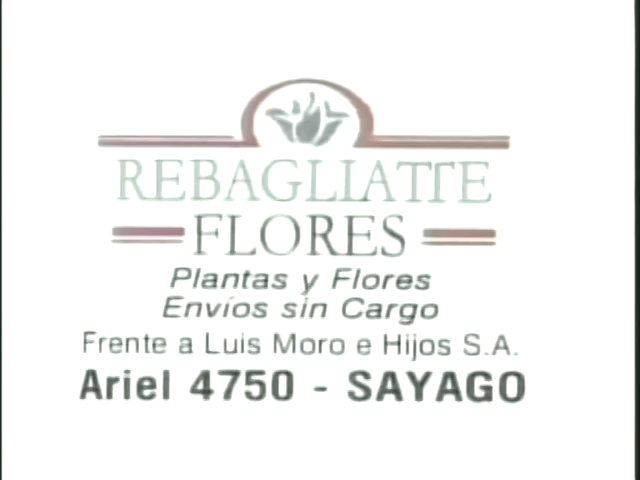 REBAGLIATTE
FLORES
Plantas y Flores
Envíos sin Cargo
Frente a Luis Moro e Hijos S.A.
Ariel 4750 - SAYAGO